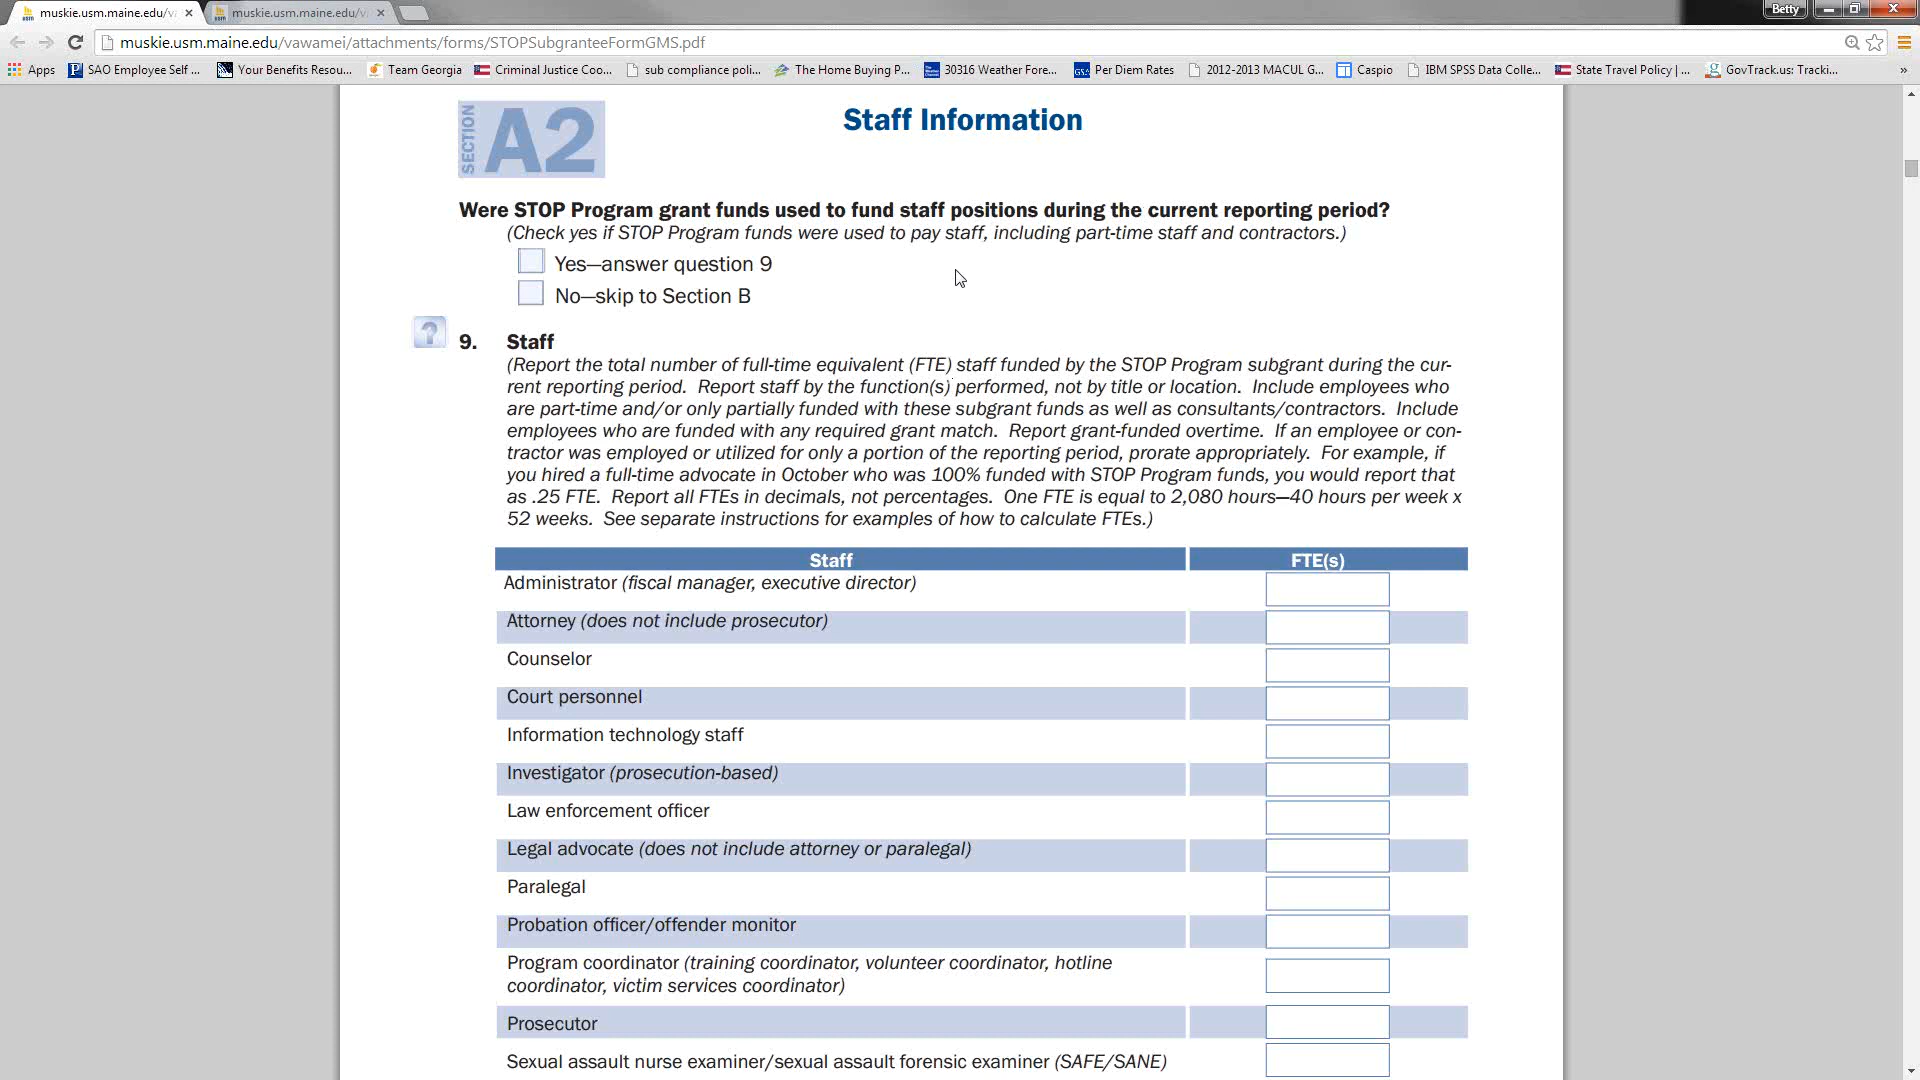 muskie.usm.maine.edu/v
muskie.usm.maine.edu/v
Betty
muskie.usm.maine.edu/vawamei/attachments/forms/STOPSubgranteeFormGMS.pdf
Apps SAO Employee Self ... Your Benefits Resou... Team Georgia Criminal Justice Coo... sub compliance poli... The Home Buying P... 30316 Weather Fore... Per Diem Rates 2012-2013 MACUL G... Caspio IBM SPSS Data Colle... State Travel Policy | ... GovTrack.us: Tracki... »
SECTION A2
Staff Information
Were STOP Program grant funds used to fund staff positions during the current reporting period?
(Check yes if STOP Program funds were used to pay staff, including part-time staff and contractors.)
Yes—answer question 9
No—skip to Section B
? 9. Staff
(Report the total number of full-time equivalent (FTE) staff funded by the STOP Program subgrant during the cur-
rent reporting period. Report staff by the function(s) performed, not by title or location. Include employees who
are part-time and/or only partially funded with these subgrant funds as well as consultants/contractors. Include
employees who are funded with any required grant match. Report grant-funded overtime. If an employee or con-
tractor was employed or utilized for only a portion of the reporting period, prorate appropriately. For example, if
you hired a full-time advocate in October who was 100% funded with STOP Program funds, you would report that
as .25 FTE. Report all FTEs in decimals, not percentages. One FTE is equal to 2,080 hours—40 hours per week x
52 weeks. See separate instructions for examples of how to calculate FTEs.)
Staff FTE(s)
Administrator (fiscal manager, executive director)
Attorney (does not include prosecutor)
Counselor
Court personnel
Information technology staff
Investigator (prosecution-based)
Law enforcement officer
Legal advocate (does not include attorney or paralegal)
Paralegal
Probation officer/offender monitor
Program coordinator (training coordinator, volunteer coordinator, hotline
coordinator, victim services coordinator)
Prosecutor
Sexual assault nurse examiner/sexual assault forensic examiner (SAFE/SANE)